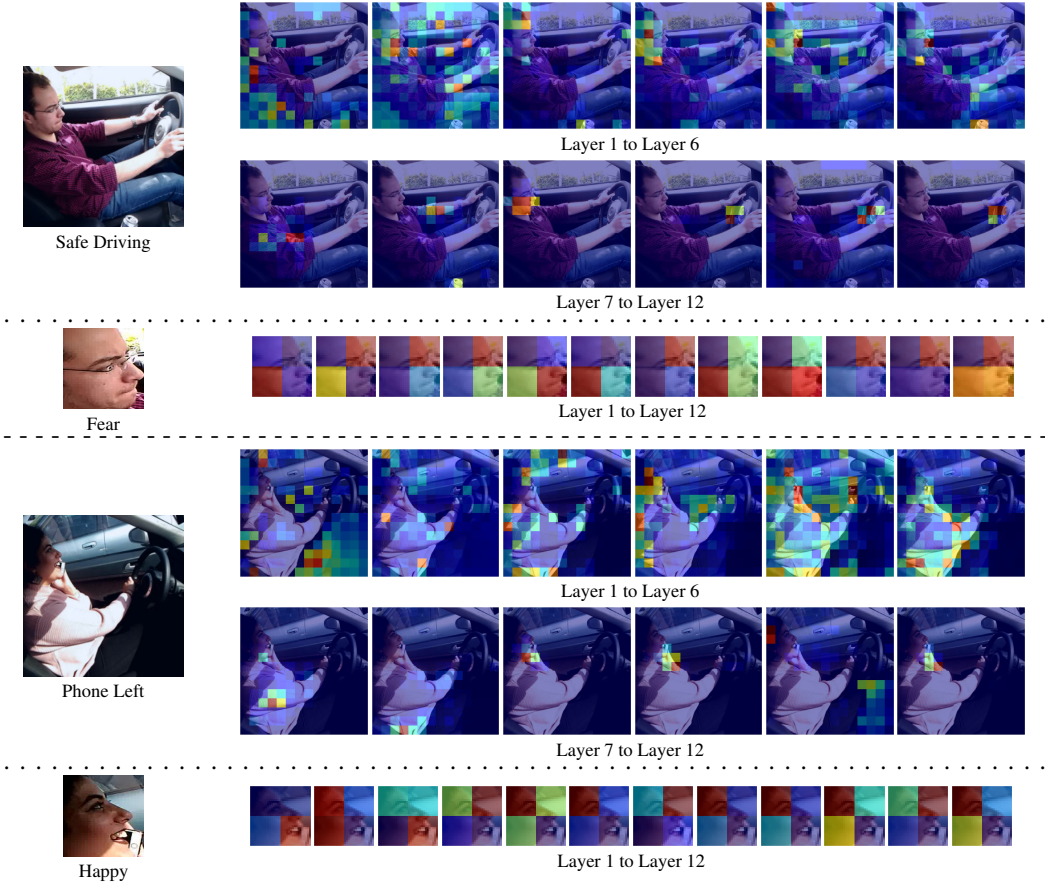 Layer 1 to Layer 6
Safe Driving
Layer 7 to Layer 12
Fear
Layer 1 to Layer 12
Layer 1 to Layer 6
Phone Left
Layer 7 to Layer 12
Happy
Layer 1 to Layer 12